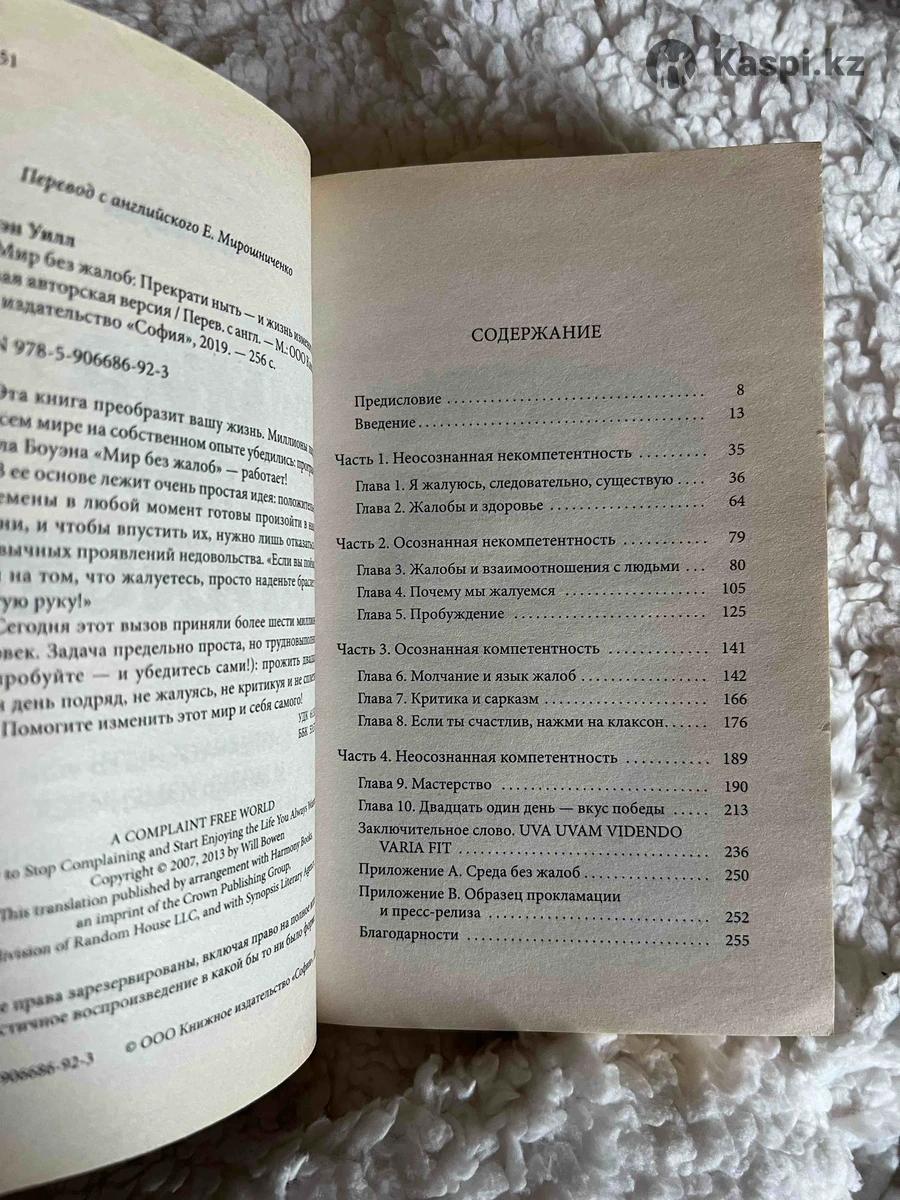 Kaspi.kz
51
Перевод с английского Е. Мирошниченко
Уилл
Мир без жалоб: Прекрати ныть — и жизнь
авторская версия / Перев. с англ. — М.: ООО
издательство «София», 2019. — 256 с.
978-5-906686-92-3
Эта книга преобразит вашу жизнь. Миллионы
мире на собственном опыте убедились:
Боуэна «Мир без жалоб» — работает!
В ее основе лежит очень простая идея:
в любой момент готовы произойти в
и чтобы впустить их, нужно лишь
проявлений недовольства. «Если вы
на том, что жалуетесь, просто наденьте
руку!»
Сегодня этот вызов приняли более шести
Задача предельно проста, но
— и убедитесь сами!): прожить
день подряд, не жалуясь, не критикуя и не
Помогите изменить этот мир и себя самого!
УДК
ББК
A COMPLAINT FREE WORLD
to Stop Complaining and Start Enjoying the Life You Always
Copyright © 2007, 2013 by Will Bowen
This translation published by arrangement with Harmony Books,
an imprint of the Crown Publishing Group,
Division of Random House LLC, and with Synopsis Literary
права зарезервированы, включая право на полное
воспроизведение в какой бы то ни было
© ООО Книжное издательство «София»,
906686-92-3
СОДЕРЖАНИЕ
Предисловие 8
Введение 13
Часть 1. Неосознанная некомпетентность 35
Глава 1. Я жалуюсь, следовательно, существую 36
Глава 2. Жалобы и здоровье 64
Часть 2. Осознанная некомпетентность 79
Глава 3. Жалобы и взаимоотношения с людьми 80
Глава 4. Почему мы жалуемся 105
Глава 5. Пробуждение 125
Часть 3. Осознанная компетентность 141
Глава 6. Молчание и язык жалоб 142
Глава 7. Критика и сарказм 166
Глава 8. Если ты счастлив, нажми на клаксон 176
Часть 4. Неосознанная компетентность 189
Глава 9. Мастерство 190
Глава 10. Двадцать один день — вкус победы 213
Заключительное слово. UVA UVAM VIDENDO
VARIA FIT 236
Приложение А. Среда без жалоб 250
Приложение В. Образец прокламации
и пресс-релиза 252
Благодарности 255